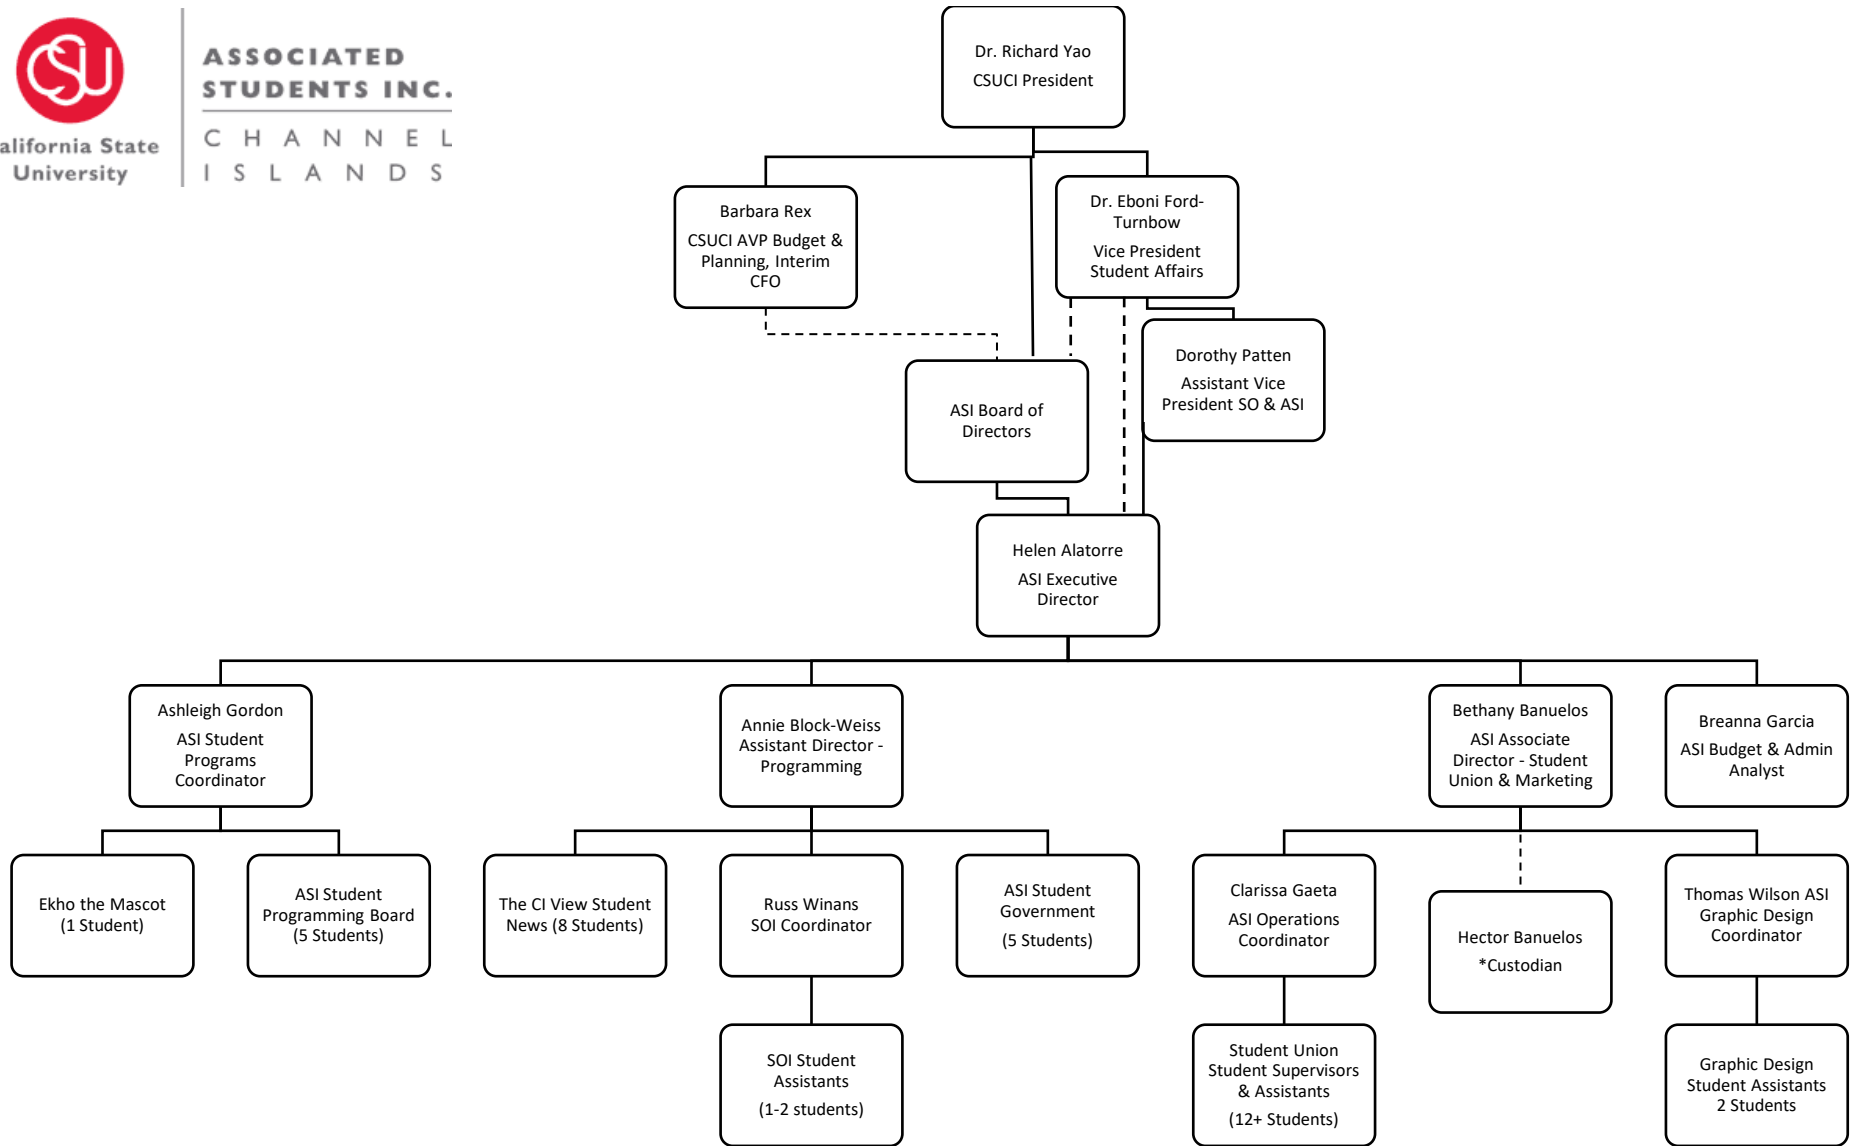 CSU
alifornia State
University
ASSOCIATED
STUDENTS INC.
CHANNEL
ISLANDS
Dr. Richard Yao
CSUCI President
Barbara Rex
CSUCI AVP Budget &
Planning, Interim
CFO
Dr. Eboni Ford-
Turnbow
Vice President
Student Affairs
Dorothy Patten
Assistant Vice
President SO & ASI
ASI Board of
Directors
Helen Alatorre
ASI Executive
Director
Ashleigh Gordon
ASI Student
Programs
Coordinator
Annie Block-Weiss
Assistant Director -
Programming
Bethany Banuelos
ASI Associate
Director - Student
Union & Marketing
Breanna Garcia
ASI Budget & Admin
Analyst
Ekho the Mascot
(1 Student)
ASI Student
Programming Board
(5 Students)
The CI View Student
News (8 Students)
Russ Winans
SOI Coordinator
ASI Student
Government
(5 Students)
Clarissa Gaeta
ASI Operations
Coordinator
Hector Banuelos
*Custodian
Thomas Wilson ASI
Graphic Design
Coordinator
SOI Student
Assistants
(1-2 students)
Student Union
Student Supervisors
& Assistants
(12+ Students)
Graphic Design
Student Assistants
2 Students